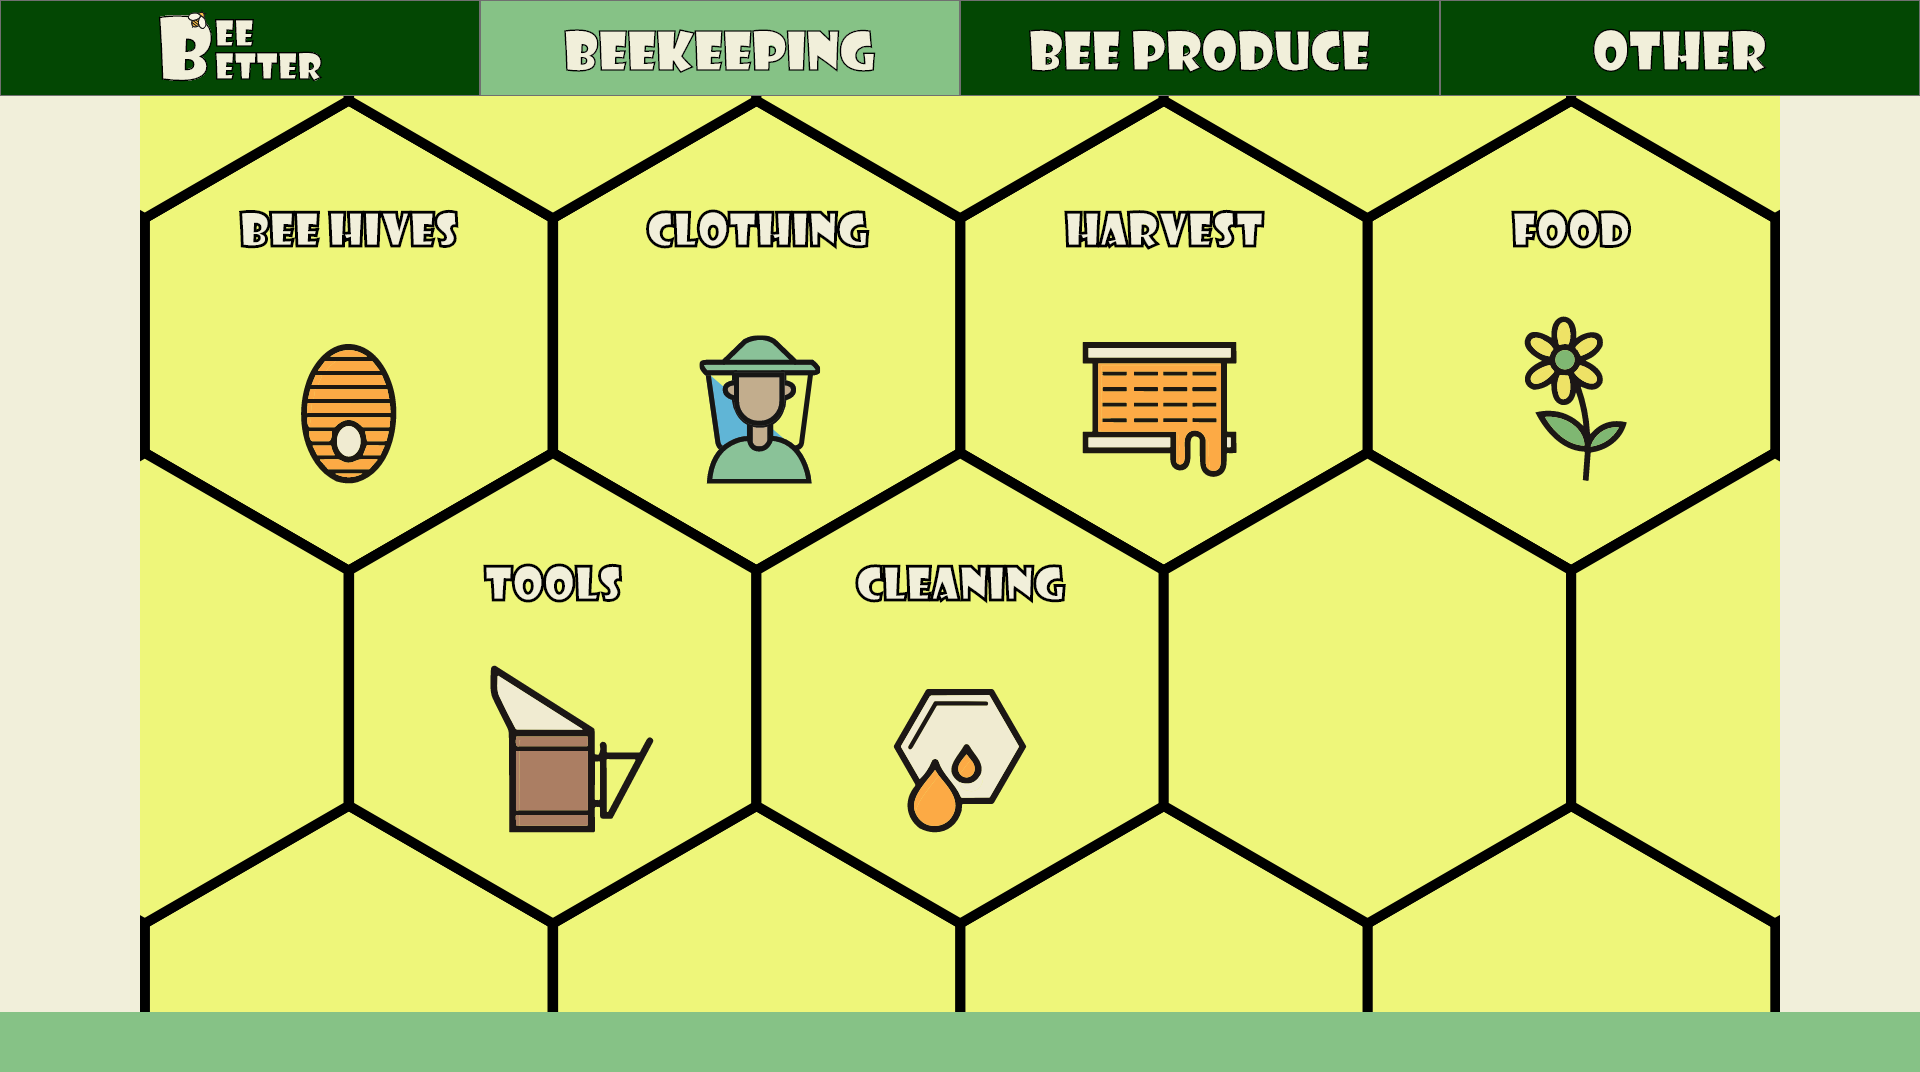 BEE
BETTER
BEEKEEPING
BEE PRODUCE
OTHER
BEE HIVES
CLOTHING
HARVEST
FOOD
TOOLS
CLEANING